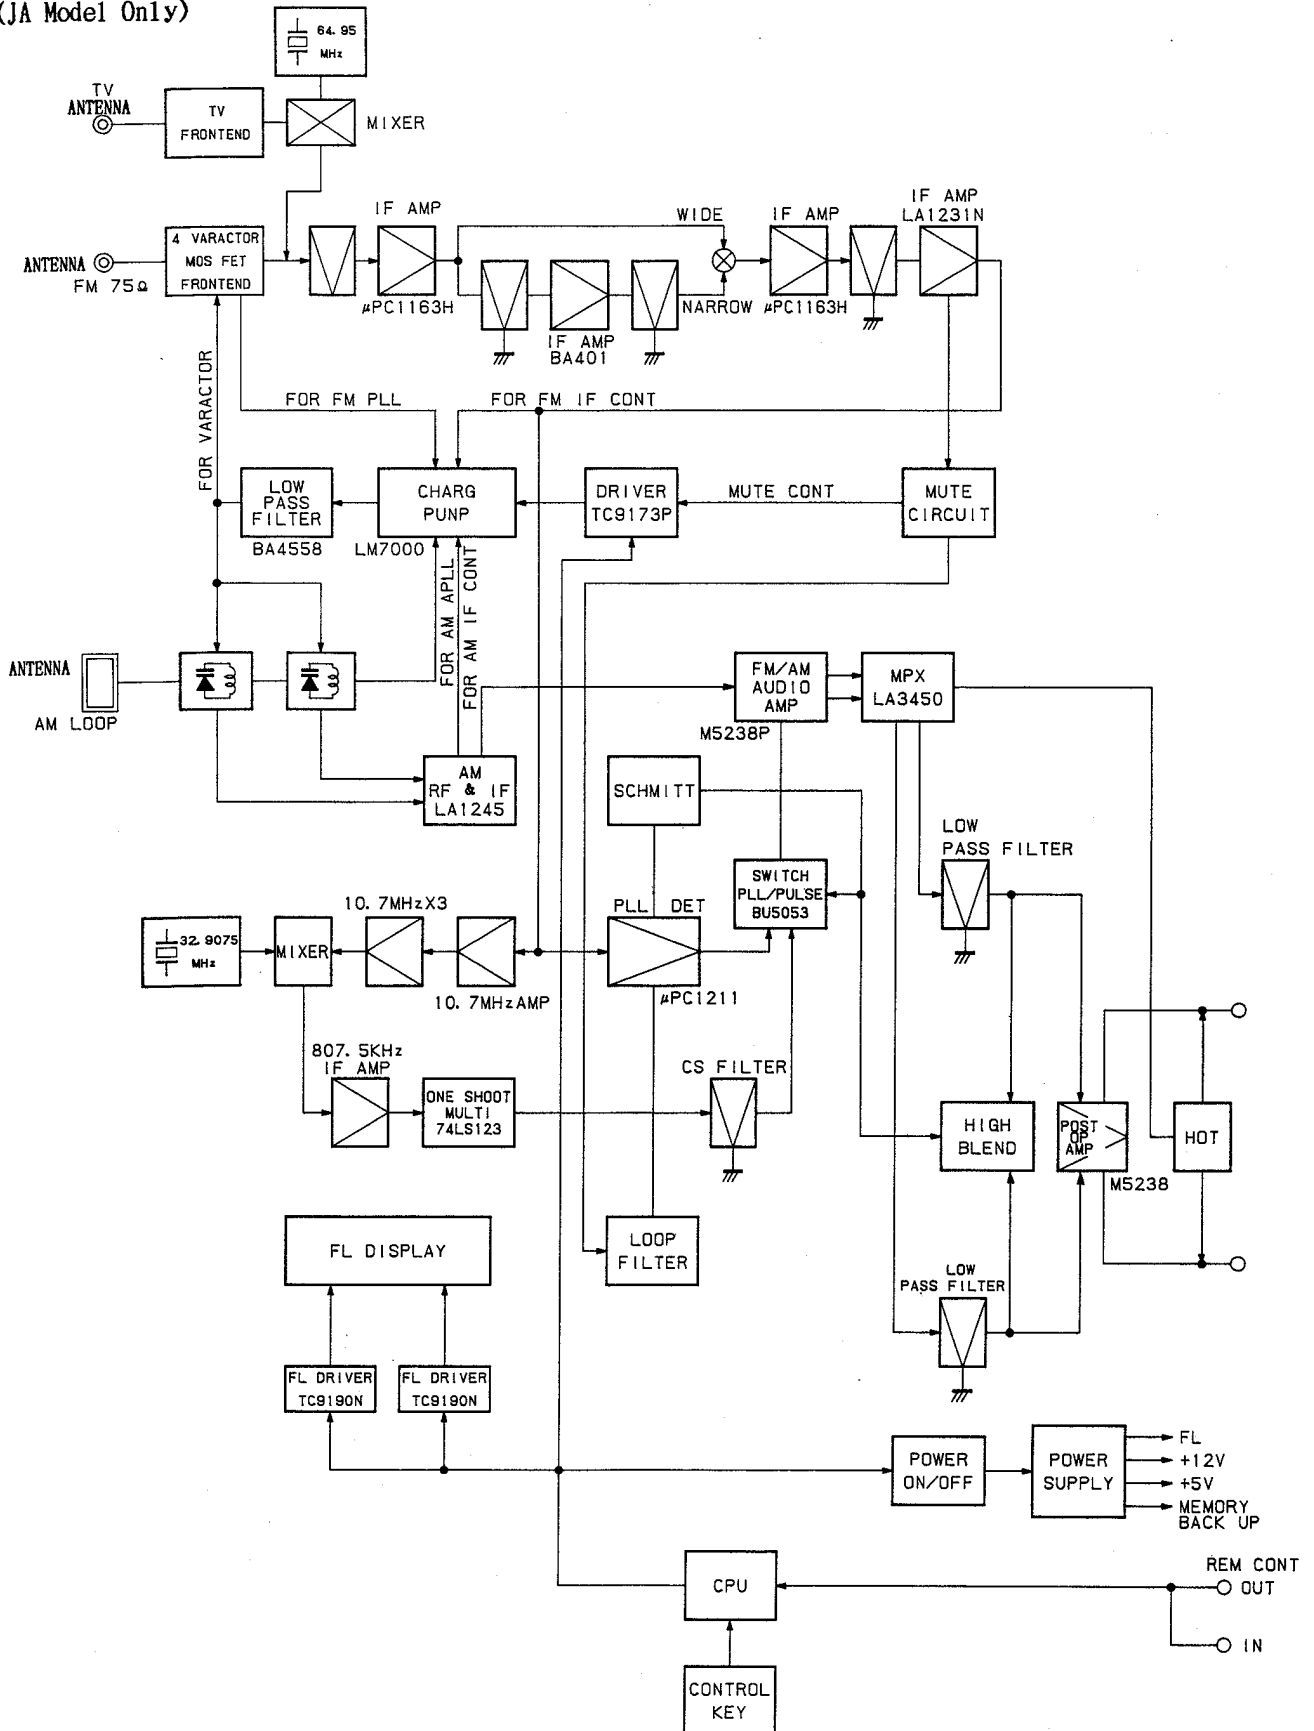 (JA Model Only)
64.95
MHz
TV
ANTENNA
TV
FRONTEND
MIXER
IF AMP
WIDE
IF AMP
IF AMP
LA1231N
4 VARACTOR
MOS FET
FRONTEND
ANTENNA
FM 75Ω
μPC1163H
NARROW
μPC1163H
IF AMP
BA401
FOR VARACTOR
FOR FM PLL
FOR FM IF CONT
LOW
PASS
FILTER
BA4558
CHARG
PUNP
LM7000
DRIVER
TC9173P
MUTE CONT
MUTE
CIRCUIT
FOR AM APLL
FOR AM IF CONT
ANTENNA
AM LOOP
FM/AM
AUDIO
AMP
M5238P
MPX
LA3450
AM
RF & IF
LA1245
SCHMITT
LOW
PASS FILTER
SWITCH
PLL/PULSE
BU5053
10.7MHzX3
PLL DET
32.9075
MHz
MIXER
10.7MHzAMP
μPC1211
807.5KHz
IF AMP
CS FILTER
ONE SHOOT
MULTI
74LS123
HIGH
BLEND
POST
OP
AMP
M5238
HOT
FL DISPLAY
LOOP
FILTER
LOW
PASS FILTER
FL DRIVER
TC9190N
FL DRIVER
TC9190N
POWER
ON/OFF
POWER
SUPPLY
FL
+12V
+5V
MEMORY
BACK UP
CPU
REM CONT
OUT
IN
CONTROL
KEY